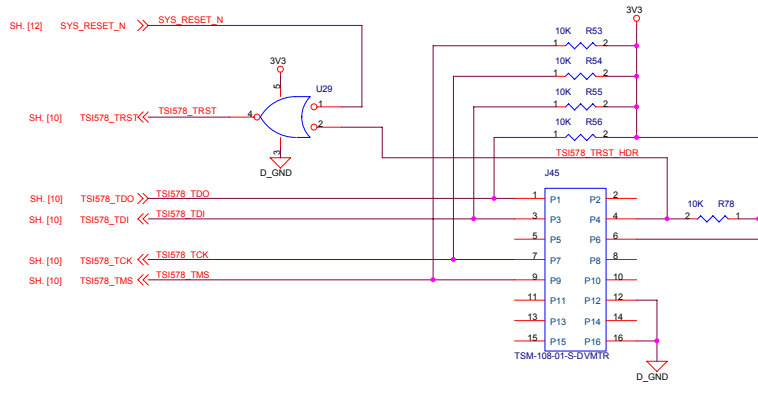 3V3
SH. [12] SYS_RESET_N SYS_RESET_N
10K R53
1 2
3V3
10K R54
1 2
5
U29
1
10K R55
1 2
SH. [10] TSI578_TRST TSI578_TRST
4
2
10K R56
1 2
3
D_GND
TSI578_TRST_HDR
J45
SH. [10] TSI578_TDO TSI578_TDO
1 P1 P2 2
10K R78
SH. [10] TSI578_TDI TSI578_TDI
3 P3 P4 4
2 1
5 P5 P6 6
SH. [10] TSI578_TCK TSI578_TCK
7 P7 P8 8
SH. [10] TSI578_TMS TSI578_TMS
9 P9 P10 10
11 P11 P12 12
13 P13 P14 14
15 P15 P16 16
TSM-108-01-S-DVMTR
D_GND